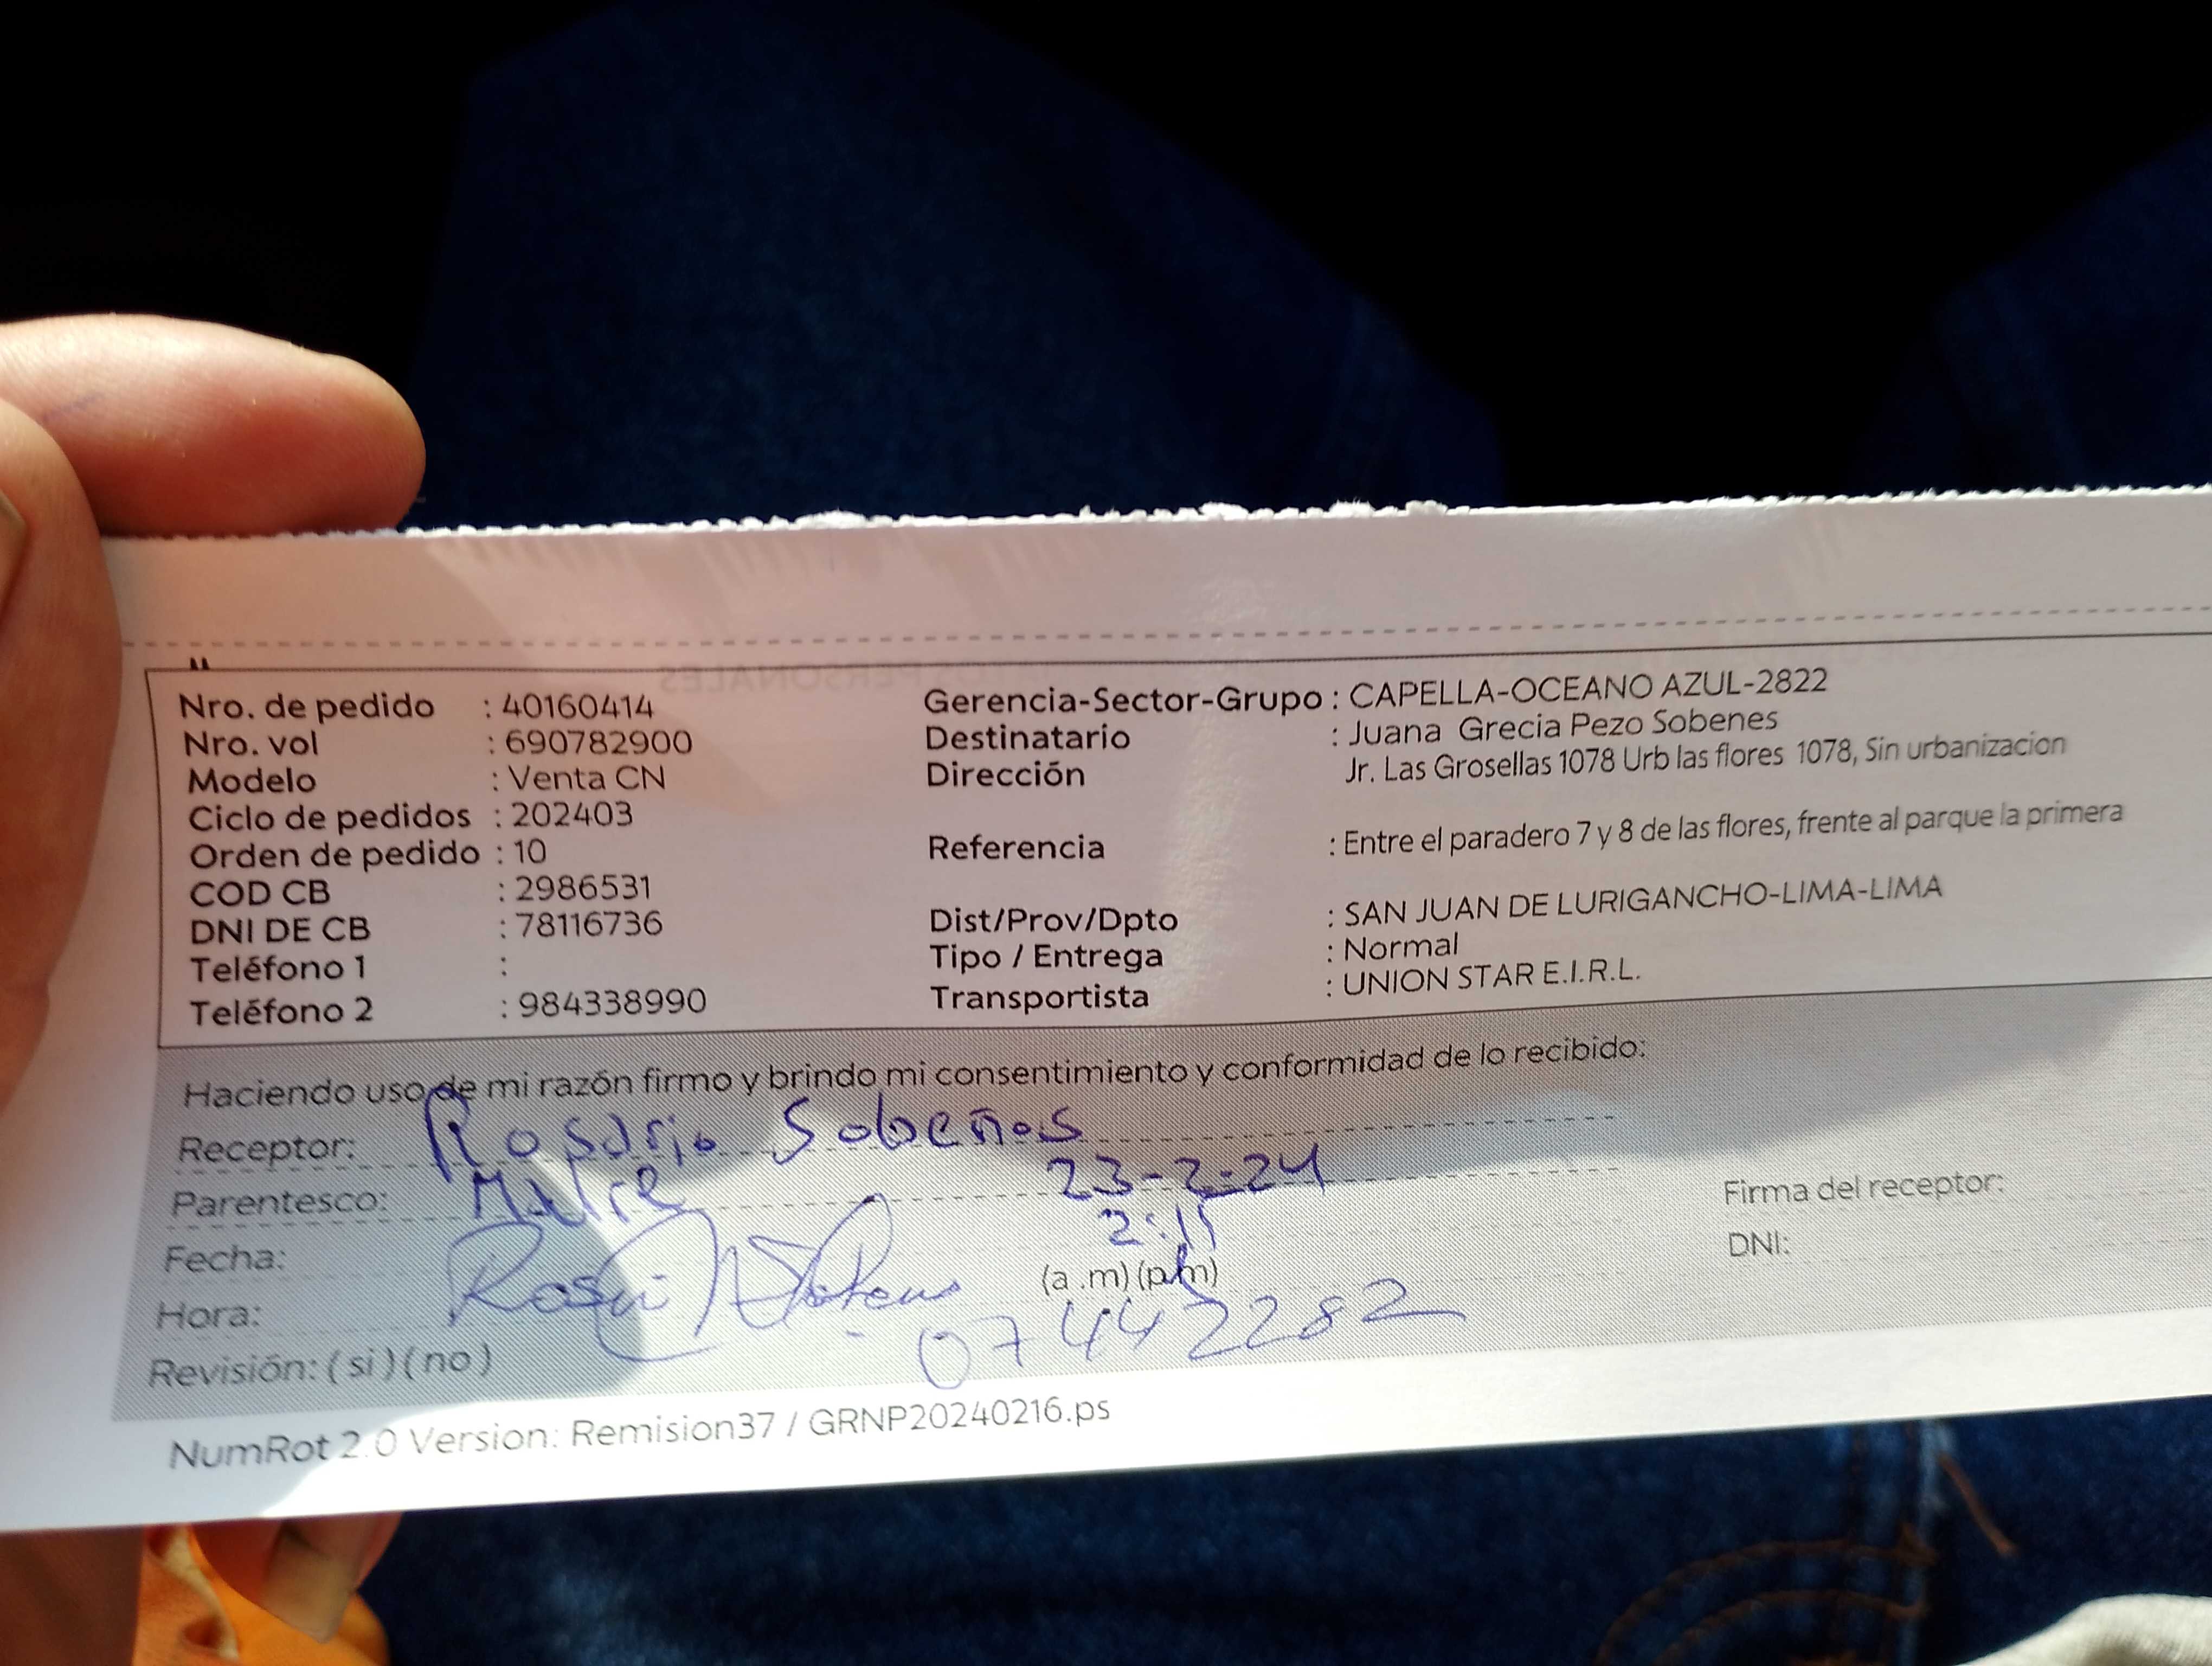 Nro. de pedido : 40160414
Nro. vol : 690782900
Modelo : Venta CN
Ciclo de pedidos : 202403
Orden de pedido : 10
COD CB : 2986531
DNI DE CB : 78116736
Teléfono 1 :
Teléfono 2 : 984338990
Gerencia-Sector-Grupo : CAPELLA-OCEANO AZUL-2822
Destinatario : Juana Grecia Pezo Sobenes
Dirección Jr. Las Grosellas 1078 Urb las flores 1078, Sin urbanizacion
Referencia : Entre el paradero 7 y 8 de las flores, frente al parque la primera
Dist/Prov/Dpto : SAN JUAN DE LURIGANCHO-LIMA-LIMA
Tipo / Entrega : Normal
Transportista : UNION STAR E.I.R.L.
Haciendo uso de mi razón firmo y brindo mi consentimiento y conformidad de lo recibido:
Receptor: Rosario Sobeños
Parentesco: Madre 23-2-24
Fecha: 2:11
Hora: (a .m) (p.m)
Revisión: ( si ) ( no ) 07442282
Firma del receptor:
DNI:
NumRot 2.0 Version: Remision37 / GRNP20240216.ps